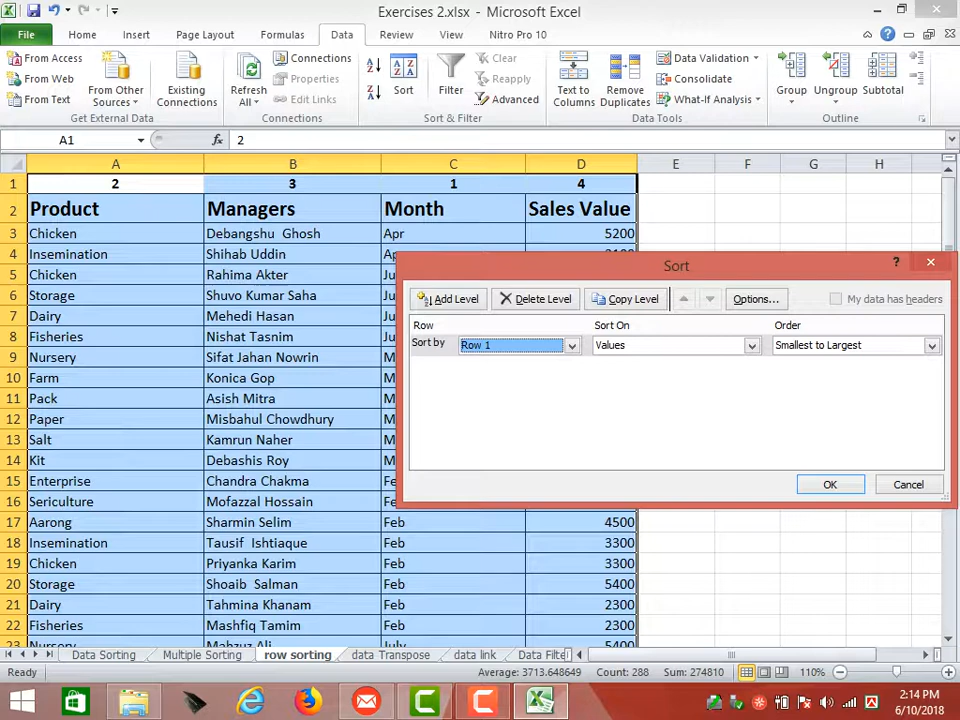 Exercises 2.xlsx - Microsoft Excel
File Home Insert Page Layout Formulas Data Review View Nitro Pro 10
From Access
From Web
From Text
From Other Sources
Existing Connections
Get External Data
Refresh All
Connections
Properties
Edit Links
Connections
Sort
Filter
Clear
Reapply
Advanced
Sort & Filter
Text to Columns
Remove Duplicates
Data Validation
Consolidate
What-If Analysis
Data Tools
Group
Ungroup
Subtotal
Outline
A1 fx 2
A B C D E F G H
1 2 3 1 4
2 Product Managers Month Sales Value
3 Chicken Debangshu Ghosh Apr 5200
4 Insemination Shihab Uddin
5 Chicken Rahima Akter
6 Storage Shuvo Kumar Saha
7 Dairy Mehedi Hasan
8 Fisheries Nishat Tasnim
9 Nursery Sifat Jahan Nowrin
10 Farm Konica Gop
11 Pack Asish Mitra
12 Paper Misbahul Chowdhury
13 Salt Kamrun Naher
14 Kit Debashis Roy
15 Enterprise Chandra Chakma
16 Sericulture Mofazzal Hossain
17 Aarong Sharmin Selim Feb 4500
18 Insemination Tausif Ishtiaque Feb 3300
19 Chicken Priyanka Karim Feb 3300
20 Storage Shoaib Salman Feb 5400
21 Dairy Tahmina Khanam Feb 2300
22 Fisheries Mashfiq Tamim Feb 2300
23 Nursery Mahzuz Ali July 5400
Sort
? ×
Add Level Delete Level Copy Level Options... My data has headers
Row Sort On Order
Sort by Row 1 Values Smallest to Largest
OK Cancel
Data Sorting Multiple Sorting row sorting data Transpose data link Data Filte
Ready Average: 3713.648649 Count: 288 Sum: 274810 110%
2:14 PM
6/10/2018